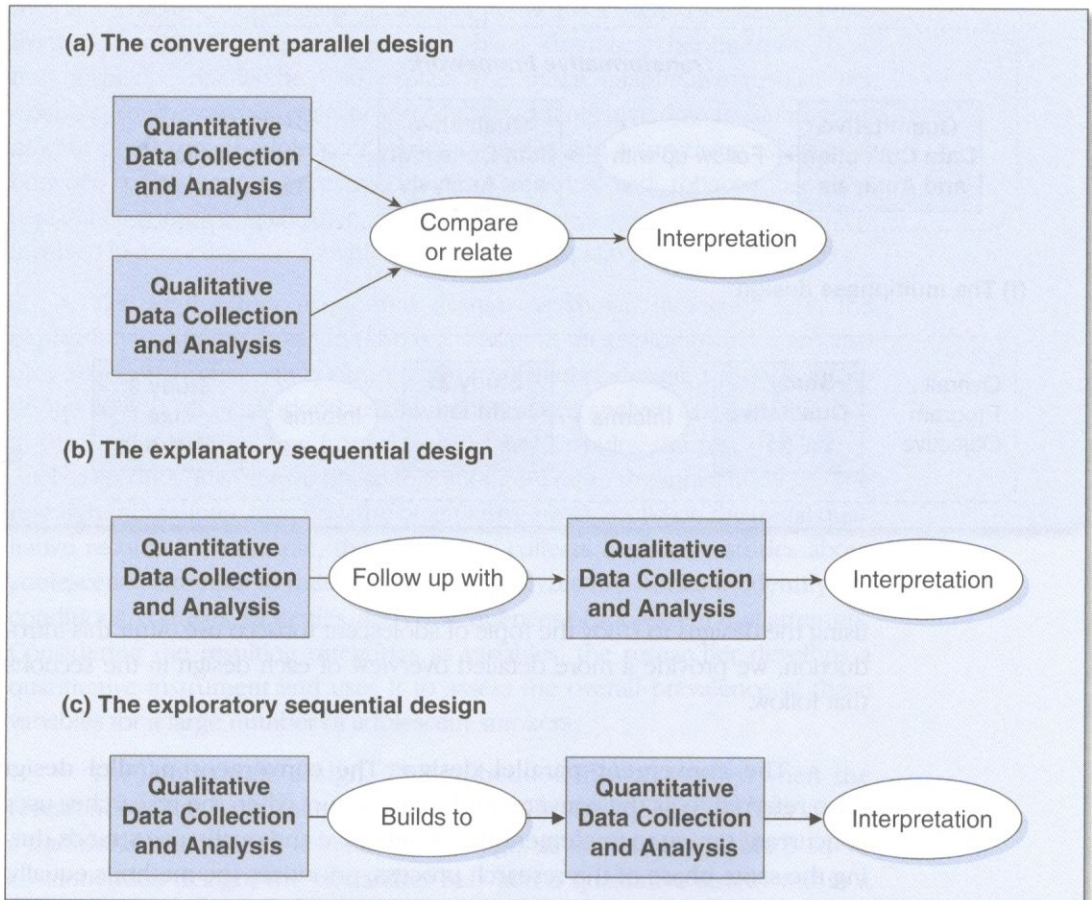 (a) The convergent parallel design
Quantitative
Data Collection
and Analysis
Compare
or relate
Interpretation
Qualitative
Data Collection
and Analysis
(b) The explanatory sequential design
Quantitative
Data Collection
and Analysis
Follow up with
Qualitative
Data Collection
and Analysis
Interpretation
(c) The exploratory sequential design
Qualitative
Data Collection
and Analysis
Builds to
Quantitative
Data Collection
and Analysis
Interpretation